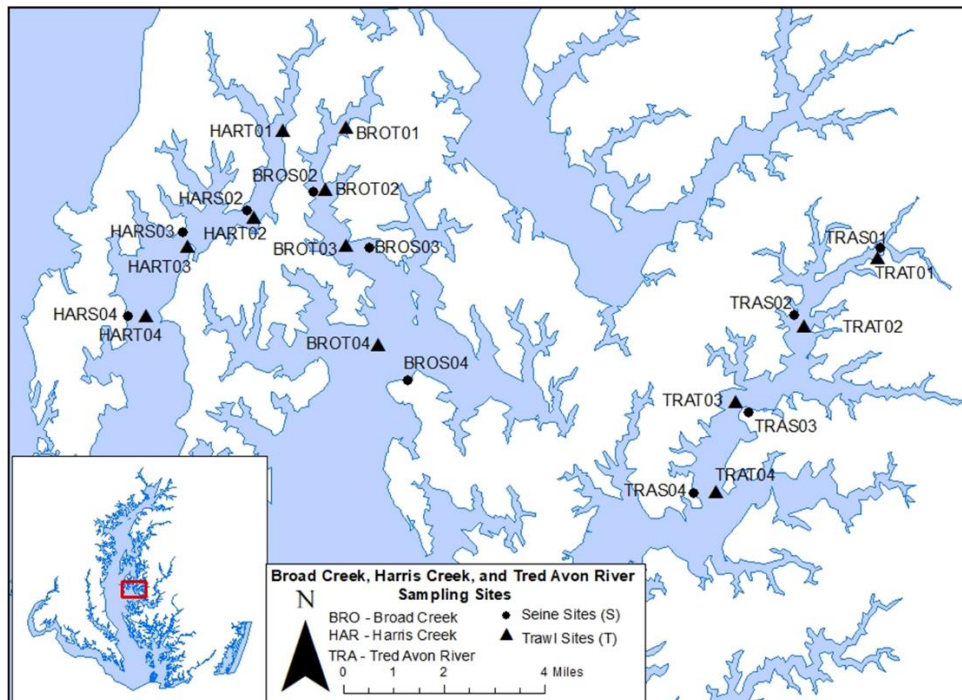 HART01
BROT01
BROS02
BROT02
HARS02
HART02
HARS03
HART03
BROT03
BROS03
TRAS01
TRAT01
HARS04
HART04
TRAS02
TRAT02
BROT04
BROS04
TRAT03
TRAS03
TRAS04
TRAT04
Broad Creek, Harris Creek, and Tred Avon River
Sampling Sites
N
BRO - Broad Creek
HAR - Harris Creek
TRA - Tred Avon River
Seine Sites (S)
Trawl Sites (T)
0 1 2 4 Miles